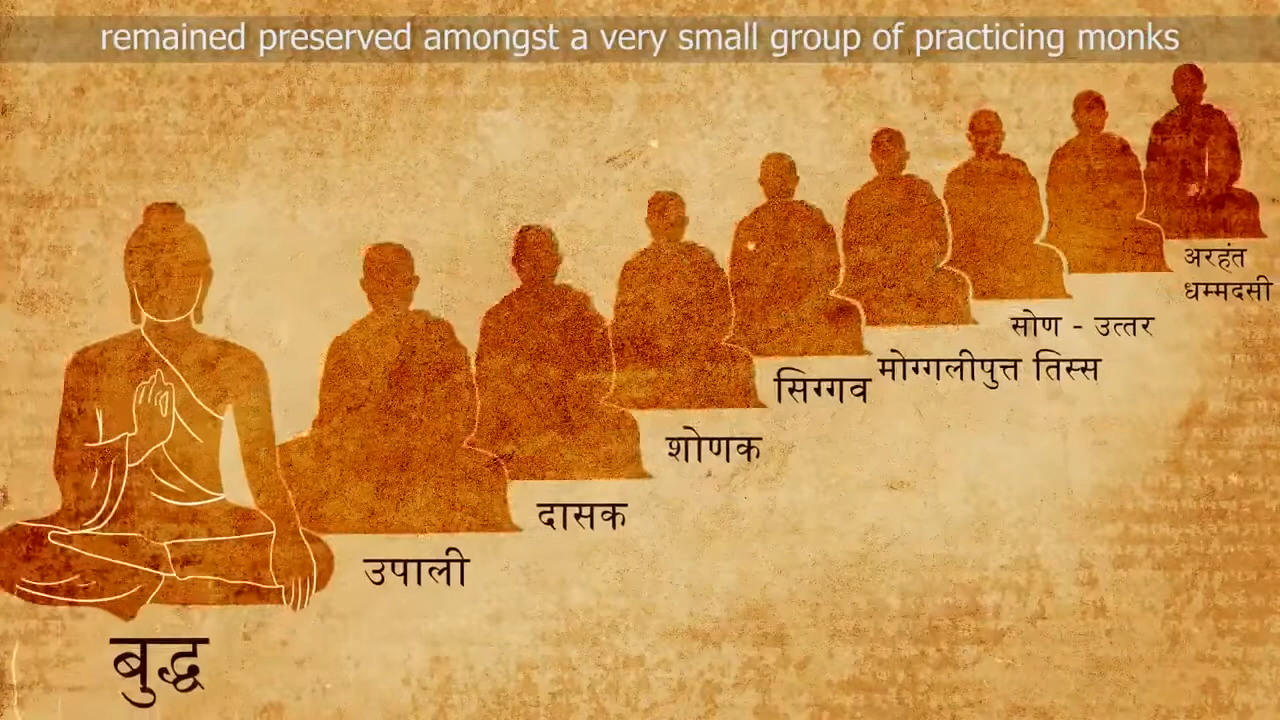 remained preserved amongst a very small group of practicing monks
बुद्ध
उपाली
दासक
शोणक
सिग्गव
मोग्गलीपुत्त तिस्स
सोण - उत्तर
अरहंत
धम्मदसी